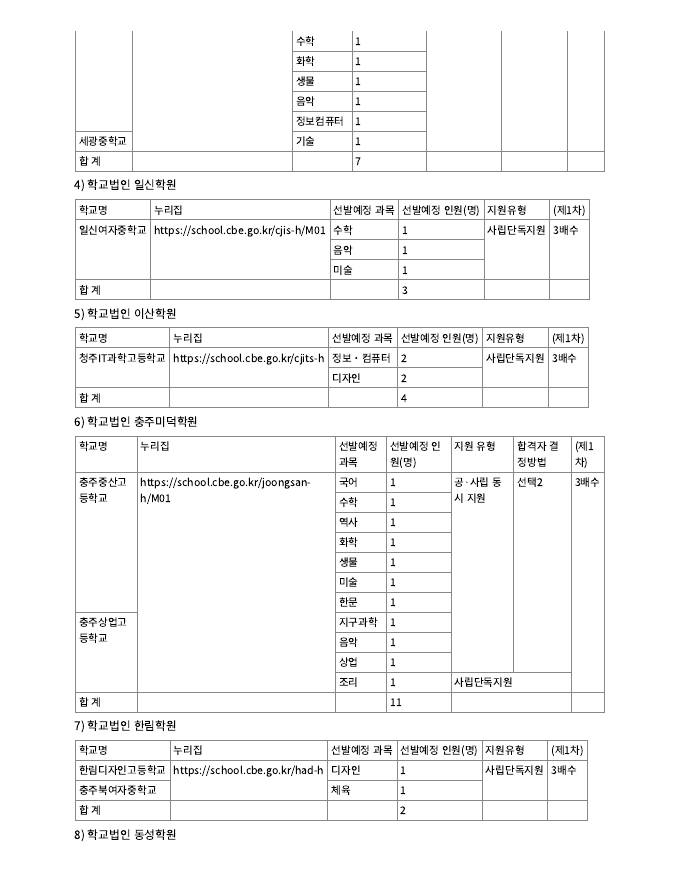 수학 1
화학 1
생물 1
음악 1
정보컴퓨터 1
세광중학교 기술 1
합 계 7
4) 학교법인 일신학원
학교명 누리집 선발예정 과목 선발예정 인원(명) 지원유형 (제1차)
일신여자중학교 https://school.cbe.go.kr/cjis-h/M01 수학 1 사립단독지원 3배수
음악 1
미술 1
합 계 3
5) 학교법인 이산학원
학교명 누리집 선발예정 과목 선발예정 인원(명) 지원유형 (제1차)
청주IT과학고등학교 https://school.cbe.go.kr/cjits-h 정보・컴퓨터 2 사립단독지원 3배수
디자인 2
합 계 4
6) 학교법인 충주미덕학원
학교명 누리집 선발예정 선발예정 인 지원 유형 합격자 결 (제1
과목 원(명) 정방법 차)
충주중산고 https://school.cbe.go.kr/joongsan- 국어 1 공·사립 동 선택2 3배수
등학교 h/M01 시 지원
수학 1
역사 1
화학 1
생물 1
미술 1
한문 1
충주상업고 지구과학 1
등학교
음악 1
상업 1
조리 1 사립단독지원
합 계 11
7) 학교법인 한림학원
학교명 누리집 선발예정 과목 선발예정 인원(명) 지원유형 (제1차)
한림디자인고등학교 https://school.cbe.go.kr/had-h 디자인 1 사립단독지원 3배수
충주북여자중학교 체육 1
합 계 2
8) 학교법인 동성학원